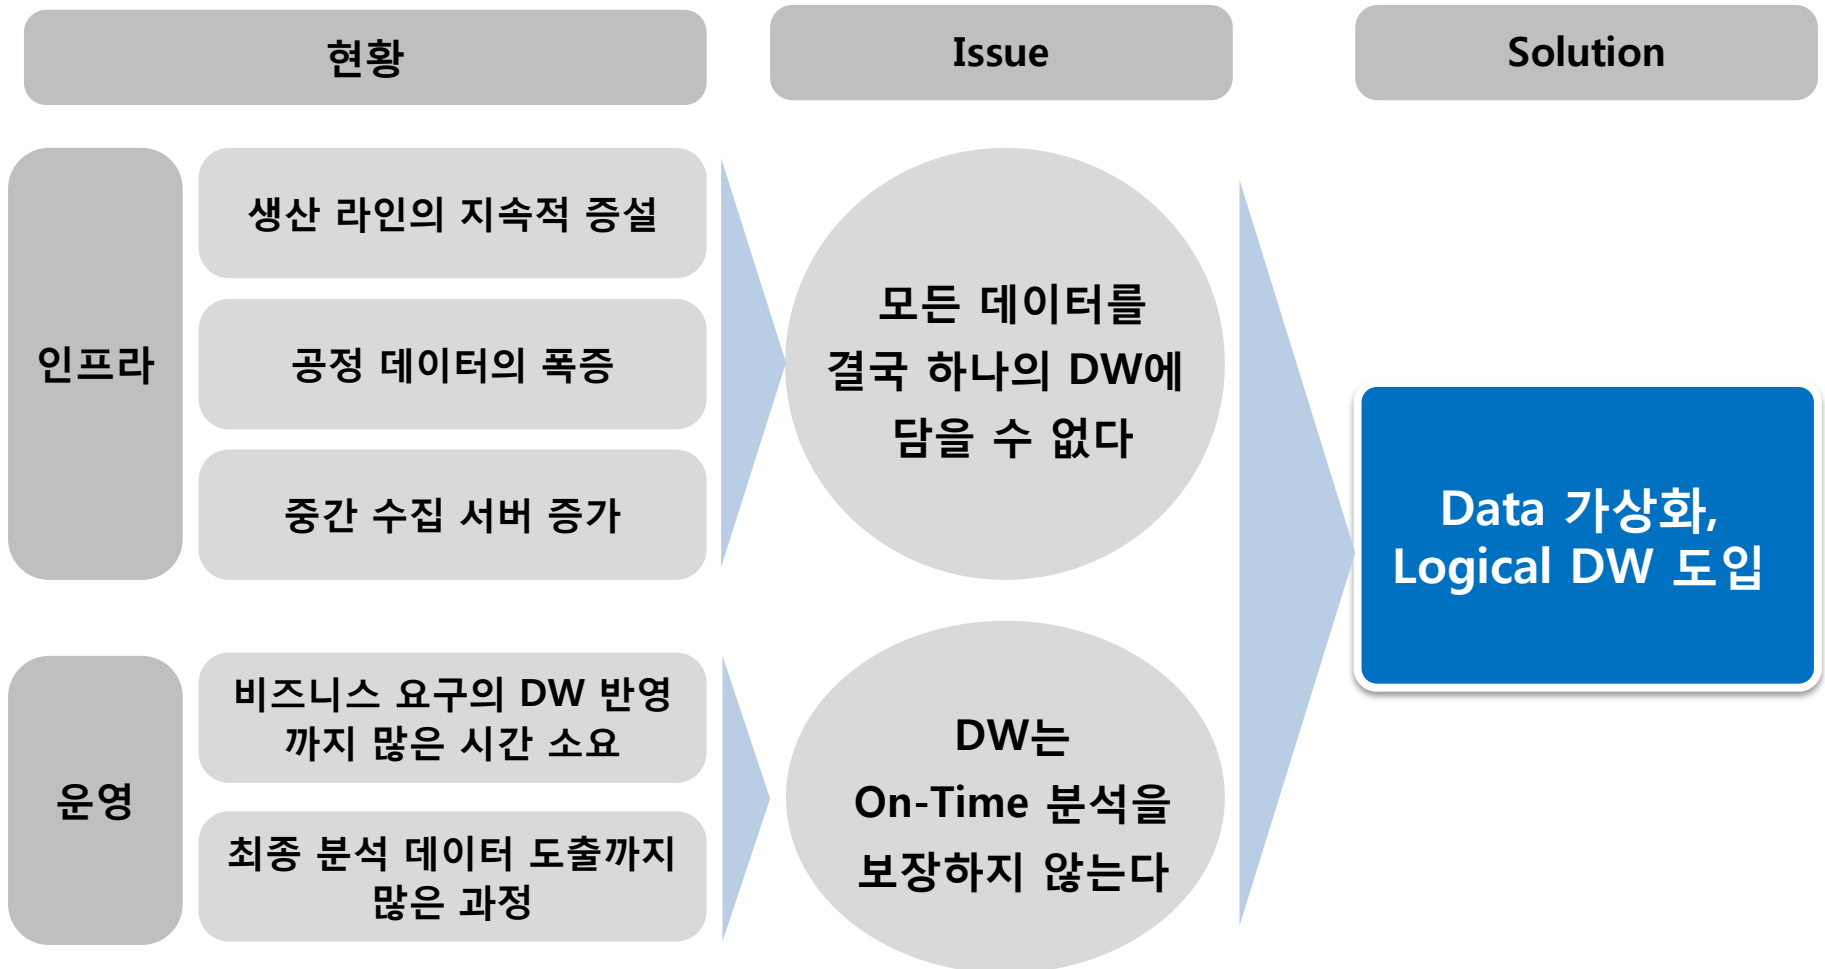 현황
Issue
Solution
인프라
생산 라인의 지속적 증설
공정 데이터의 폭증
중간 수집 서버 증가
모든 데이터를
결국 하나의 DW에
담을 수 없다
Data 가상화,
Logical DW 도입
운영
비즈니스 요구의 DW 반영
까지 많은 시간 소요
최종 분석 데이터 도출까지
많은 과정
DW는
On-Time 분석을
보장하지 않는다